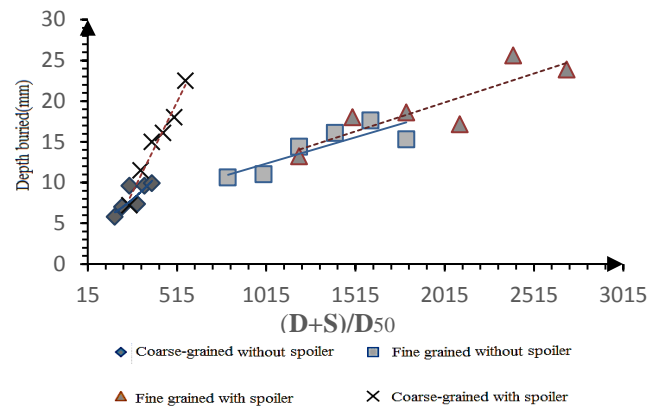 30
25
20
15
10
5
0
Depth buried(mm)
15 515 1015 1515 2015 2515 3015
(D+S)/D50
Coarse-grained without spoiler
Fine grained without spoiler
Fine grained with spoiler
Coarse-grained with spoiler